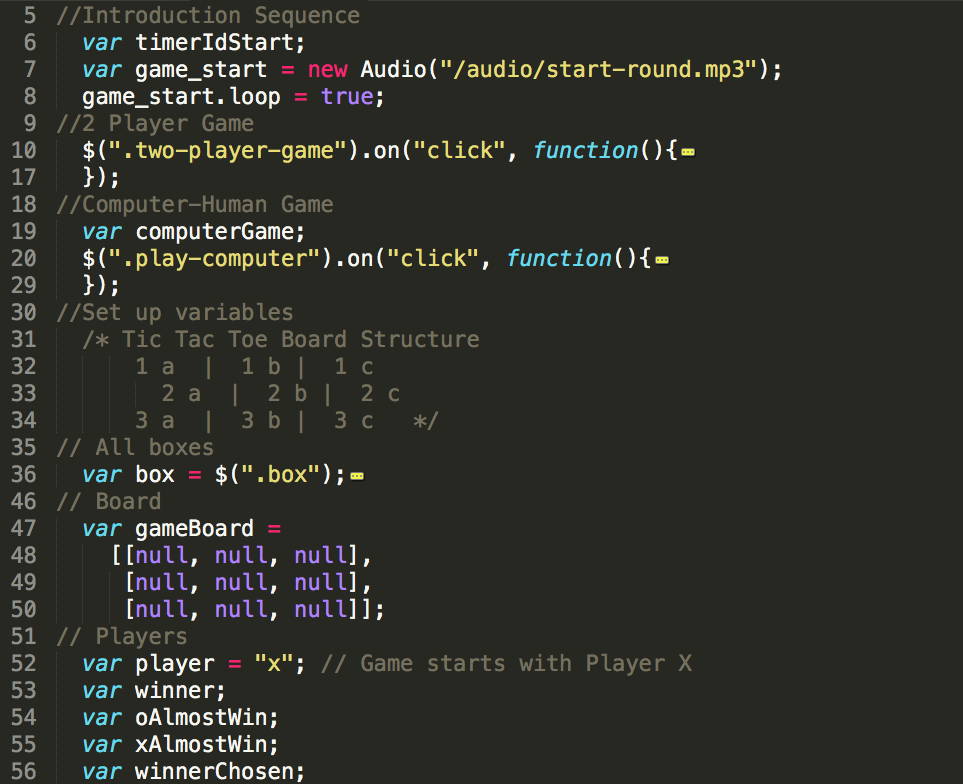 5 //Introduction Sequence
6 var timerIdStart;
7 var game_start = new Audio("/audio/start-round.mp3");
8 game_start.loop = true;
9 //2 Player Game
10 $(".two-player-game").on("click", function(){
17 });
18 //Computer-Human Game
19 var computerGame;
20 $(".play-computer").on("click", function(){
29 });
30 //Set up variables
31 /* Tic Tac Toe Board Structure
32 1 a | 1 b | 1 c
33 2 a | 2 b | 2 c
34 3 a | 3 b | 3 c */
35 // All boxes
36 var box = $(".box");
46 // Board
47 var gameBoard =
48 [[null, null, null],
49 [null, null, null],
50 [null, null, null]];
51 // Players
52 var player = "x"; // Game starts with Player X
53 var winner;
54 var oAlmostWin;
55 var xAlmostWin;
56 var winnerChosen;